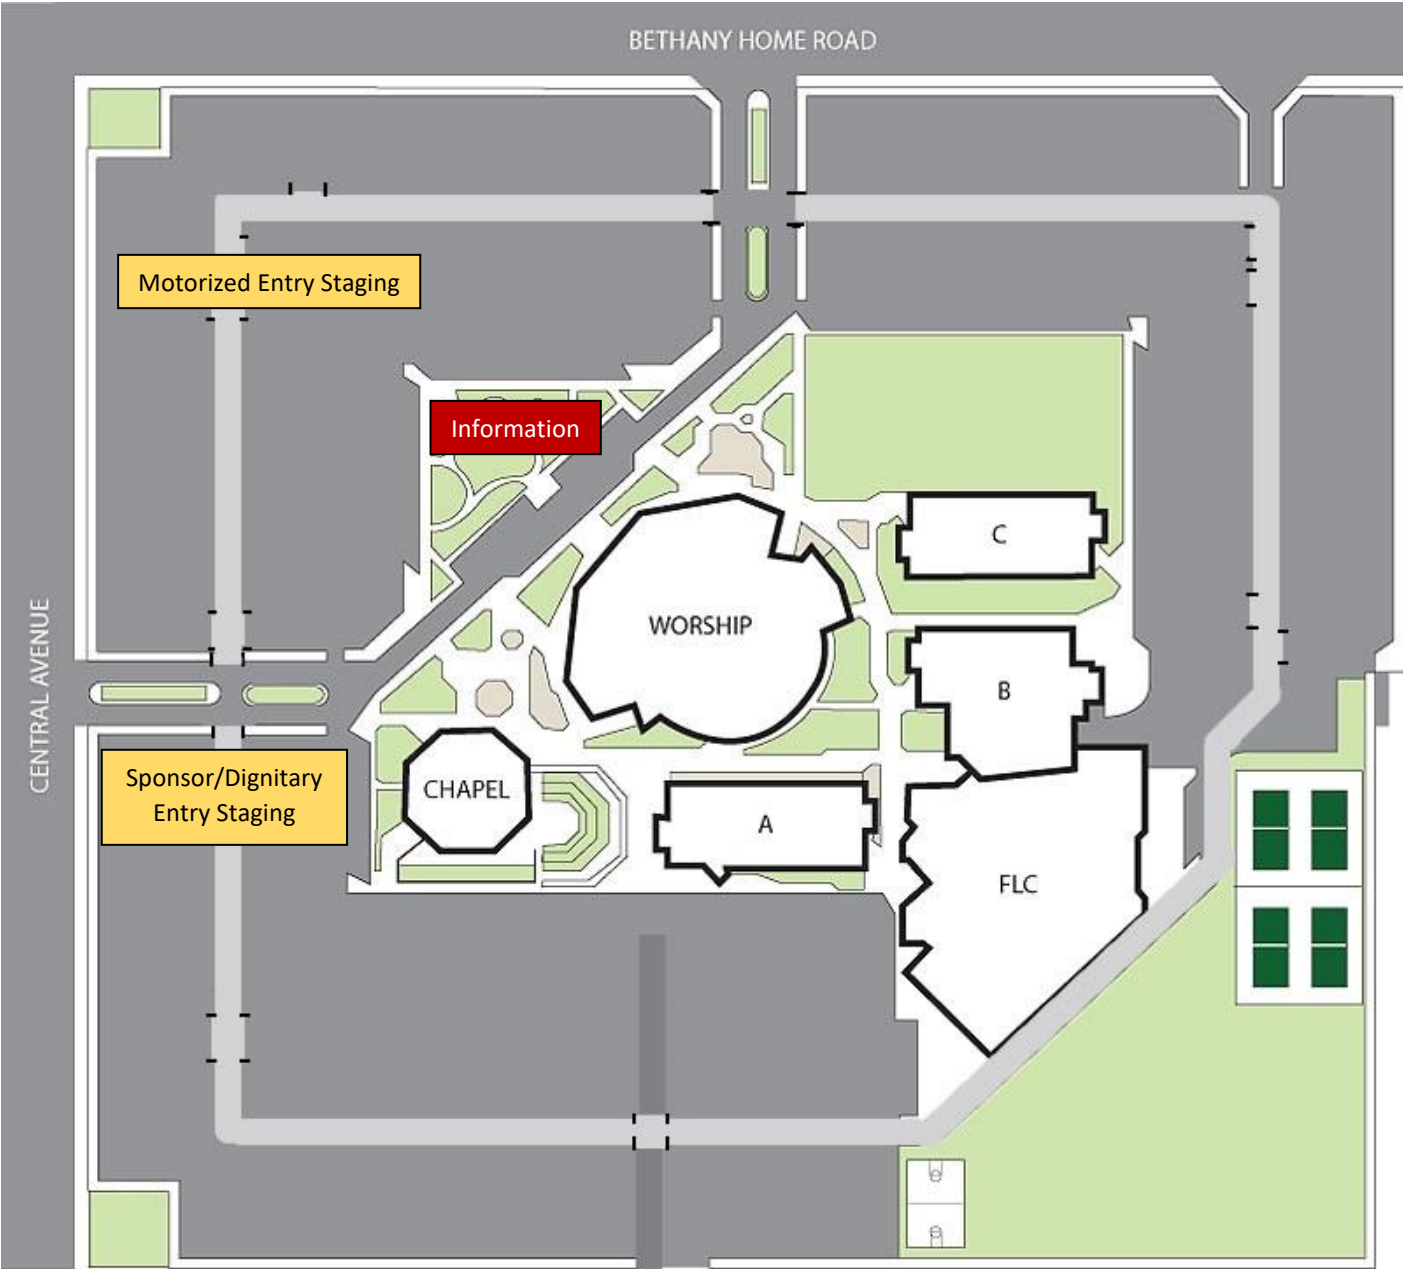 BETHANY HOME ROAD
Motorized Entry Staging
Information
C
WORSHIP
B
CENTRAL AVENUE
Sponsor/Dignitary
Entry Staging
CHAPEL
A
FLC